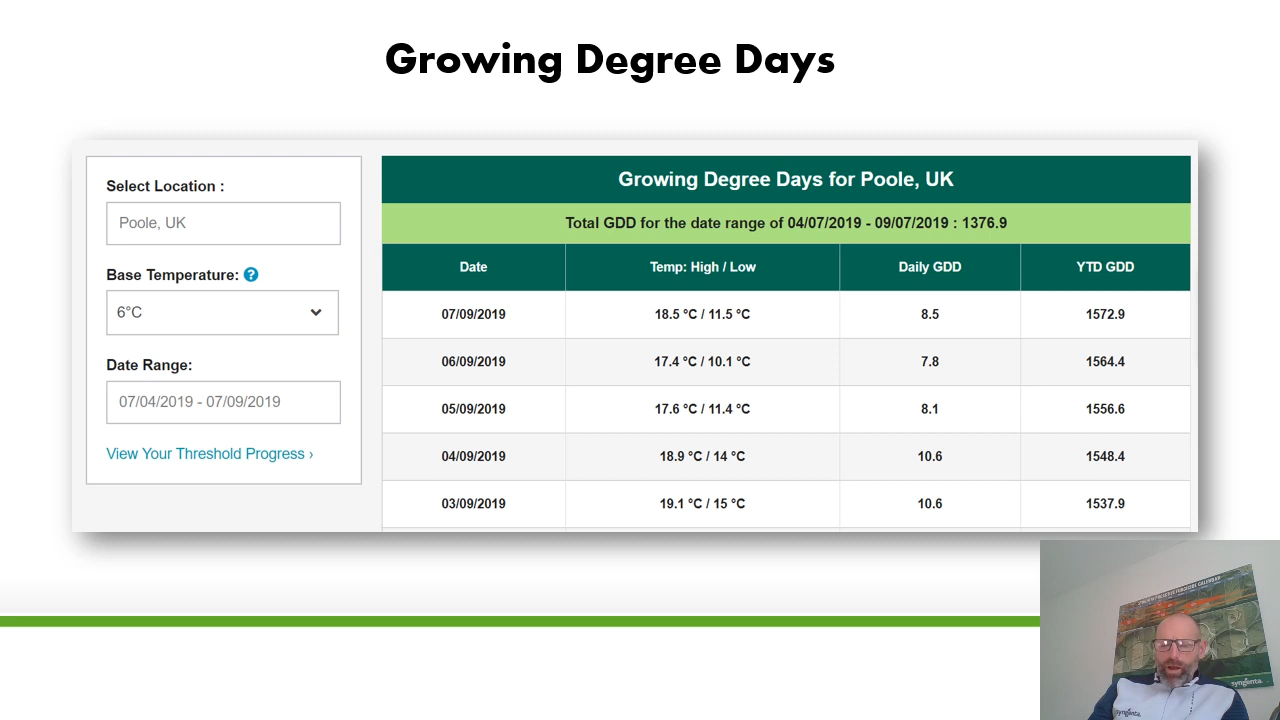 Growing Degree Days
Select Location :
Poole, UK
Base Temperature: ?
6°C
Date Range:
07/04/2019 - 07/09/2019
View Your Threshold Progress ›
Growing Degree Days for Poole, UK
Total GDD for the date range of 04/07/2019 - 09/07/2019 : 1376.9
Date Temp: High / Low Daily GDD YTD GDD
07/09/2019 18.5 °C / 11.5 °C 8.5 1572.9
06/09/2019 17.4 °C / 10.1 °C 7.8 1564.4
05/09/2019 17.6 °C / 11.4 °C 8.1 1556.6
04/09/2019 18.9 °C / 14 °C 10.6 1548.4
03/09/2019 19.1 °C / 15 °C 10.6 1537.9
FUNGICIDE CALENDAR
syngenta.
syngenta.